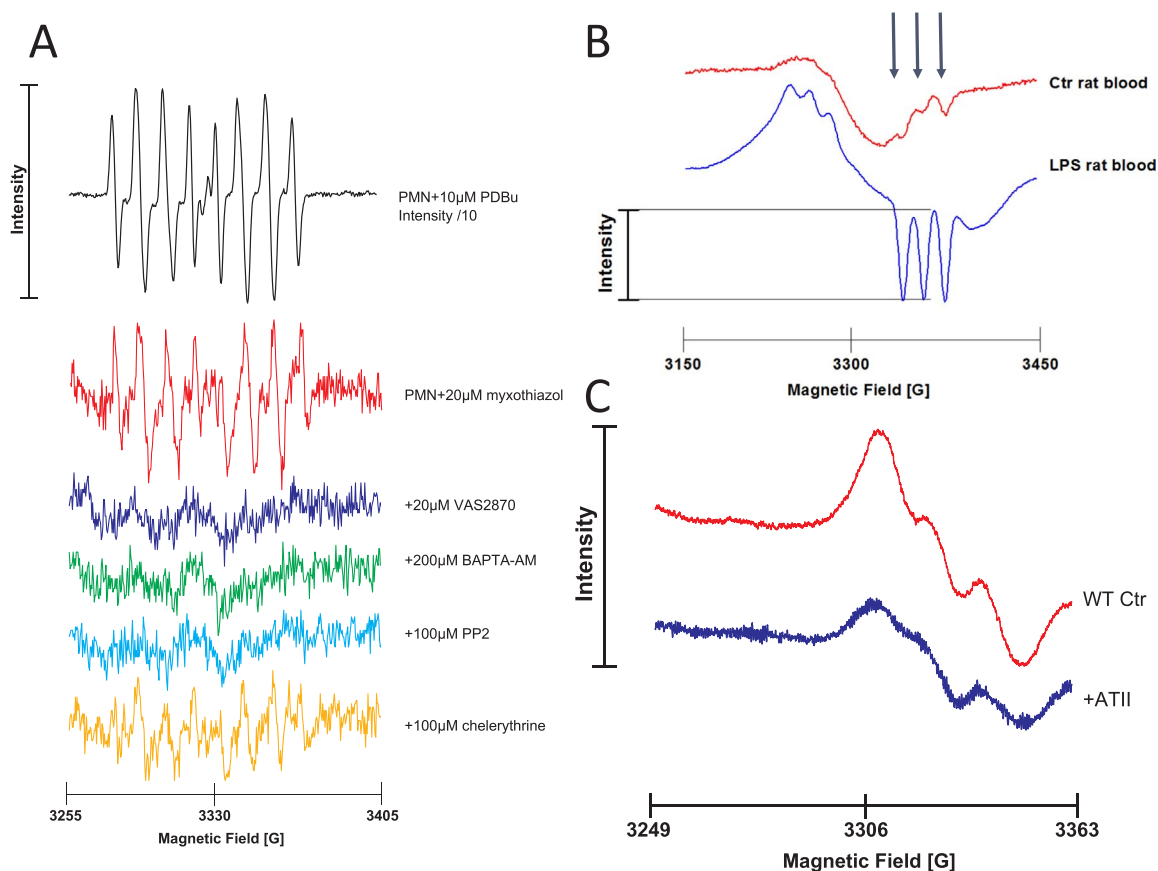 A
Intensity
PMN+10µM PDBu
Intensity /10
PMN+20µM myxothiazol
+20µM VAS2870
+200µM BAPTA-AM
+100µM PP2
+100µM chelerythrine
3255 3330 3405
Magnetic Field [G]
B
Ctr rat blood
LPS rat blood
Intensity
3150 3300 3450
Magnetic Field [G]
C
Intensity
WT Ctr
+ATII
3249 3306 3363
Magnetic Field [G]